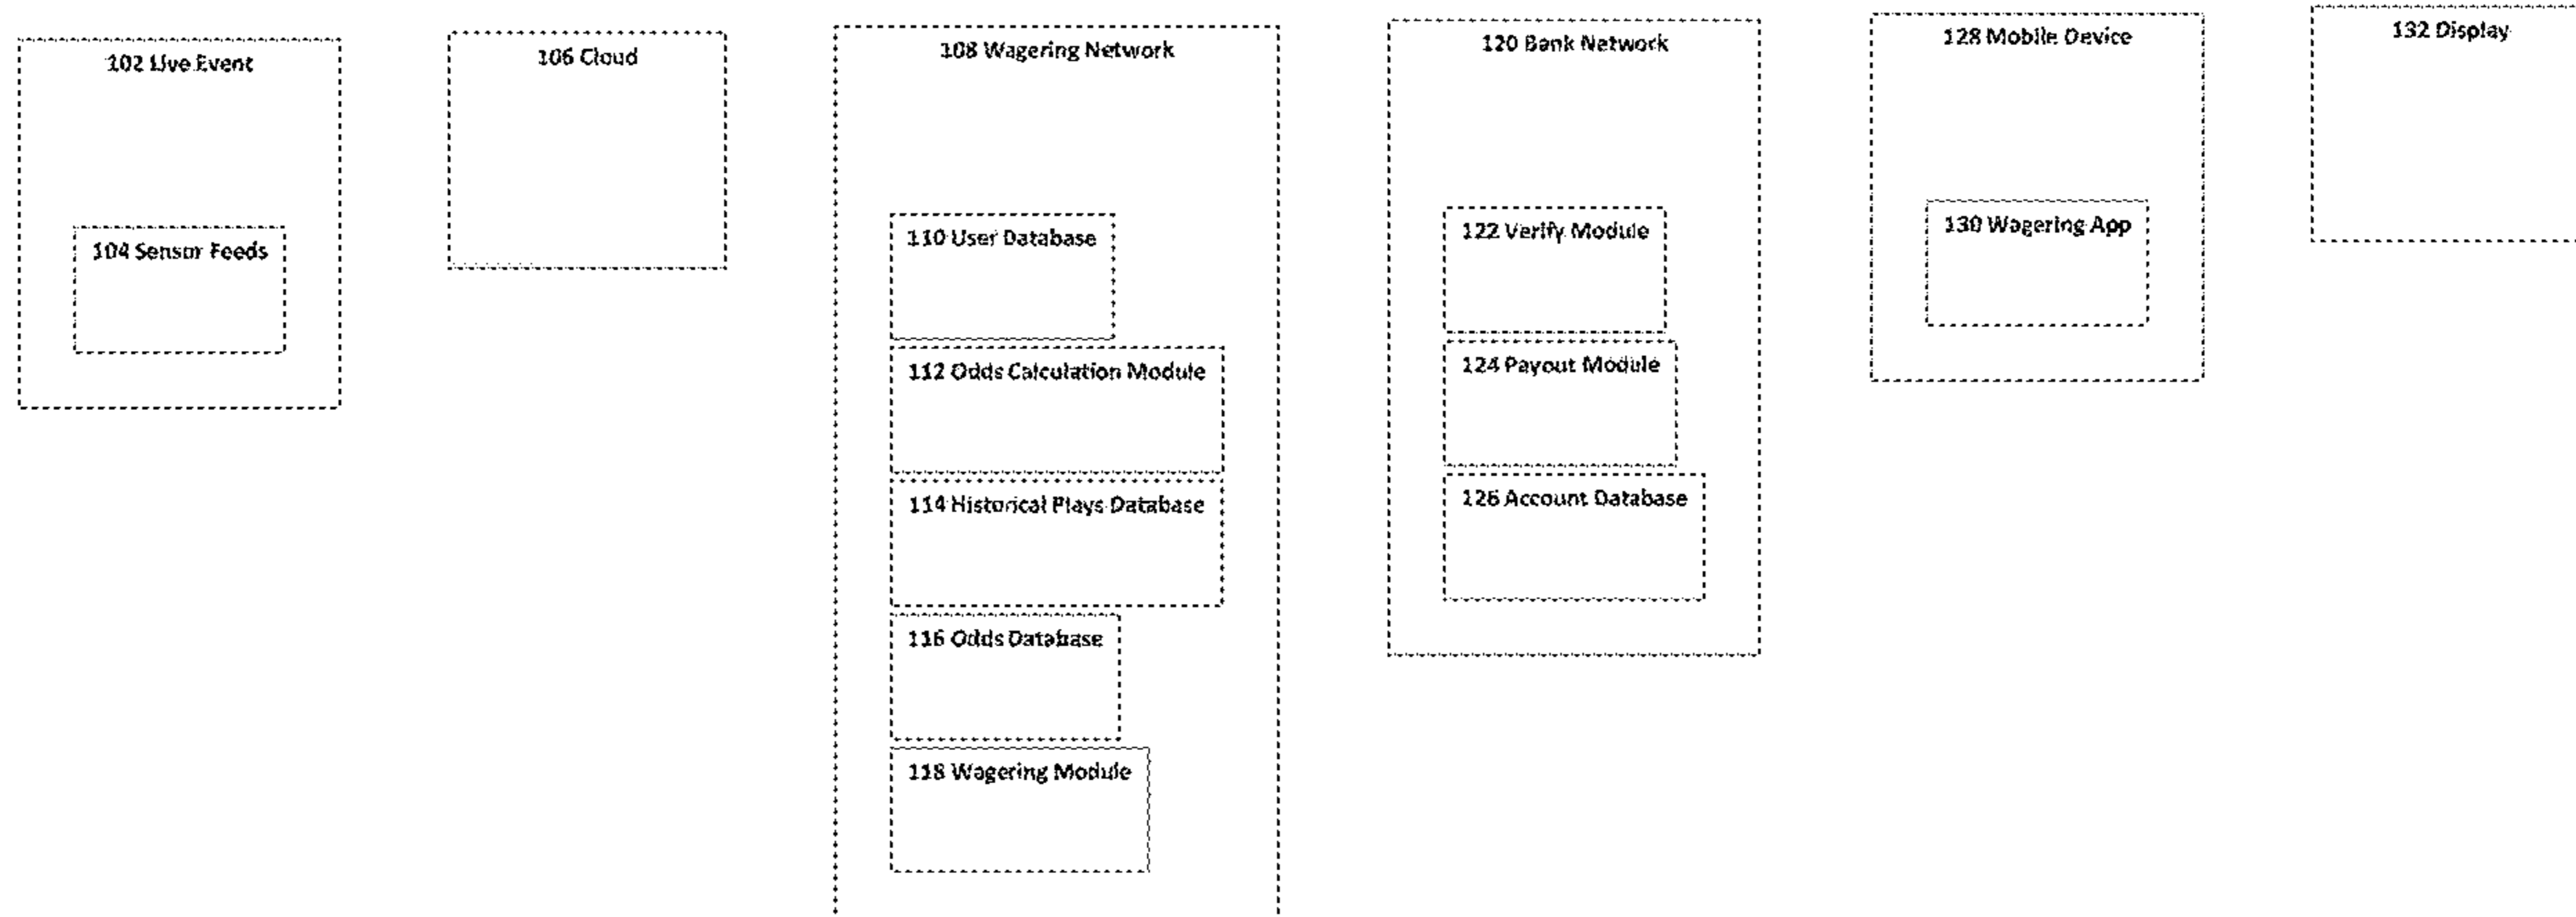 102 Live Event
104 Sensor Feeds
106 Cloud
108 Wagering Network
110 User Database
112 Odds Calculation Module
114 Historical Plays Database
116 Odds Database
118 Wagering Module
120 Bank Network
122 Verify Module
124 Payout Module
126 Account Database
128 Mobile Device
130 Wagering App
132 Display